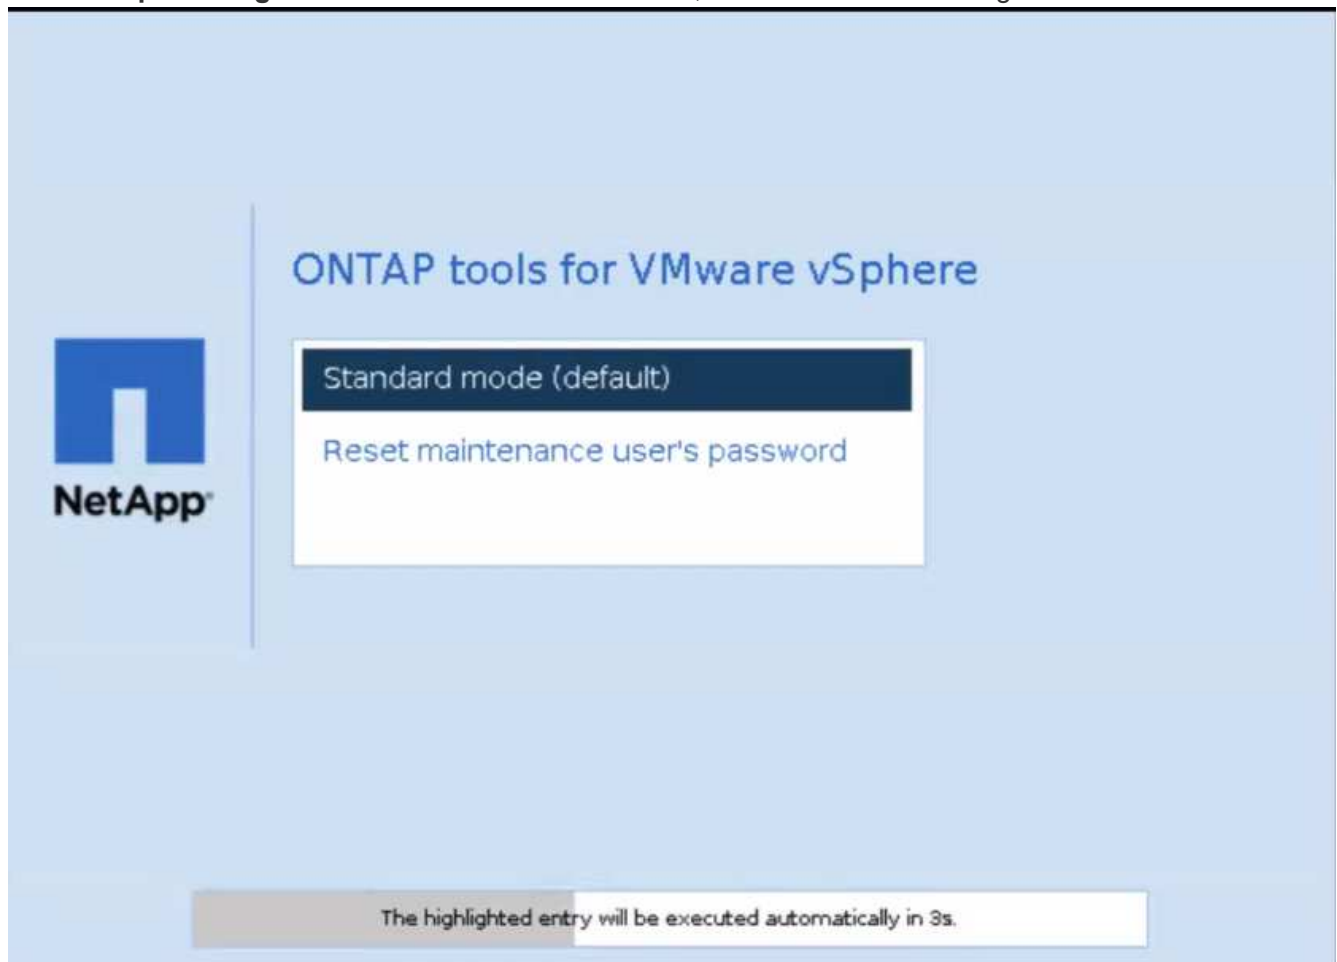 ONTAP tools for VMware vSphere
Standard mode (default)
Reset maintenance user's password
NetApp
The highlighted entry will be executed automatically in 3s.